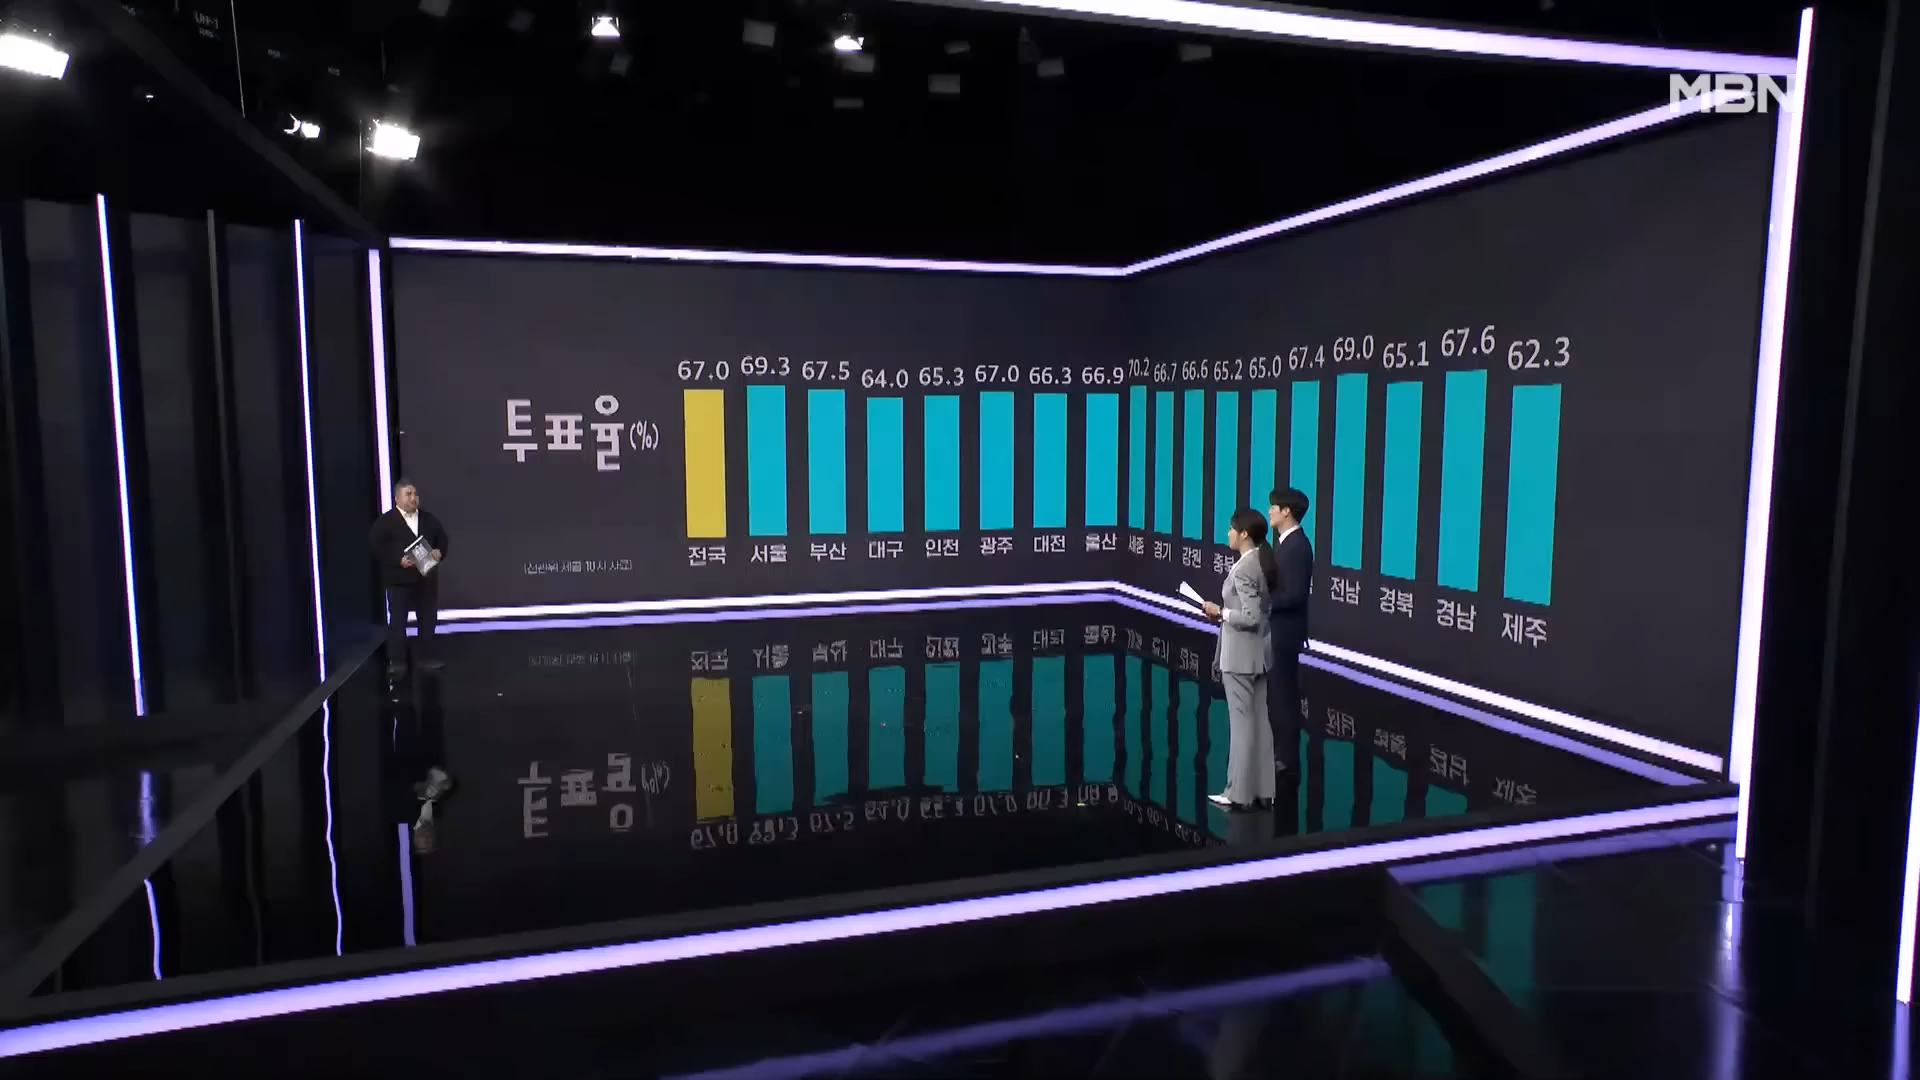 MBN
67.0 69.3 67.5 64.0 65.3 67.0 66.3 66.9 70.2 66.7 66.6 65.2 65.0 67.4 69.0 65.1 67.6 62.3
투표율(%)
전국 서울 부산 대구 인천 광주 대전 울산 세종 경기 강원 충북 전남 경북 경남 제주